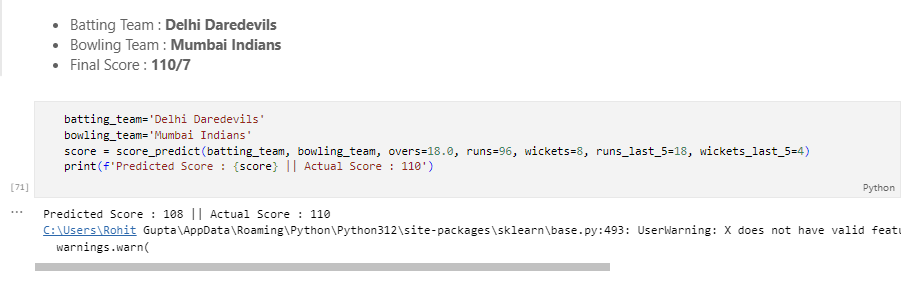 Batting Team : Delhi Daredevils
Bowling Team : Mumbai Indians
Final Score : 110/7
batting_team='Delhi Daredevils'
bowling_team='Mumbai Indians'
score = score_predict(batting_team, bowling_team, overs=18.0, runs=96, wickets=8, runs_last_5=18, wickets_last_5=4)
print(f'Predicted Score : {score} || Actual Score : 110')
[71]
Python
...
Predicted Score : 108 || Actual Score : 110
C:\Users\Rohit Gupta\AppData\Roaming\Python\Python312\site-packages\sklearn\base.py:493: UserWarning: X does not have valid featu
warnings.warn(